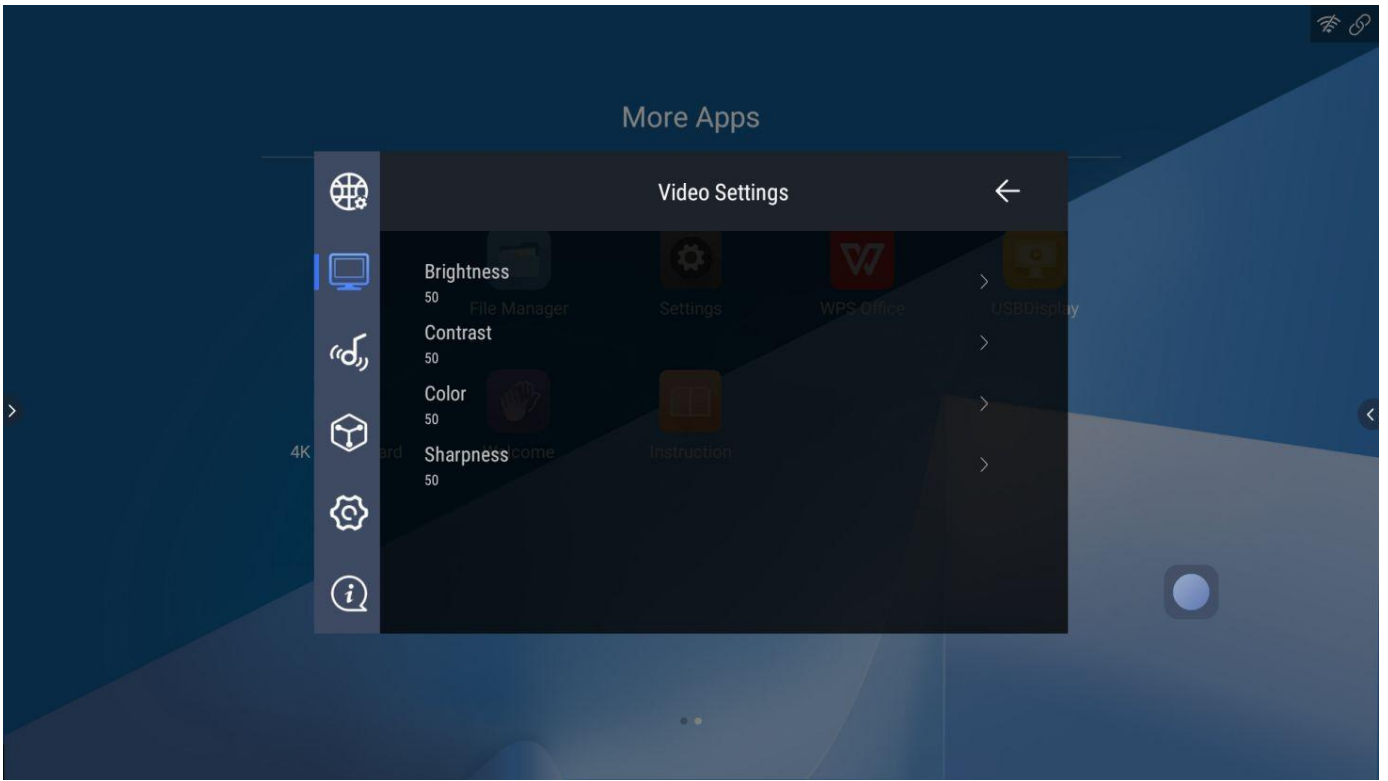 More Apps
Video Settings
Brightness
50
File Manager
Settings
WPS Office
USBDisplay
Contrast
50
Color
50
4K
ard
Sharpness
Welcome
Instruction
50